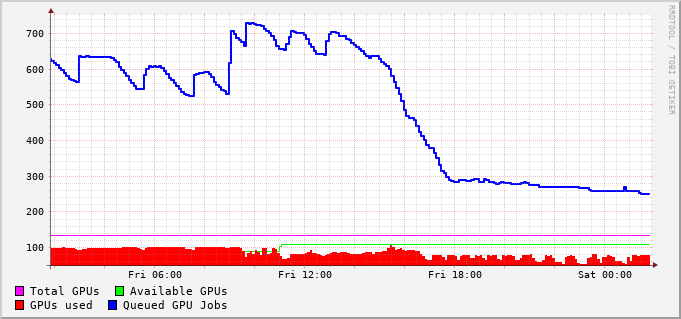 700
600
500
400
300
200
100
Fri 06:00 Fri 12:00 Fri 18:00 Sat 00:00
Total GPUs Available GPUs
GPUs used Queued GPU Jobs
RRDTOOL / TOBI OETIKER